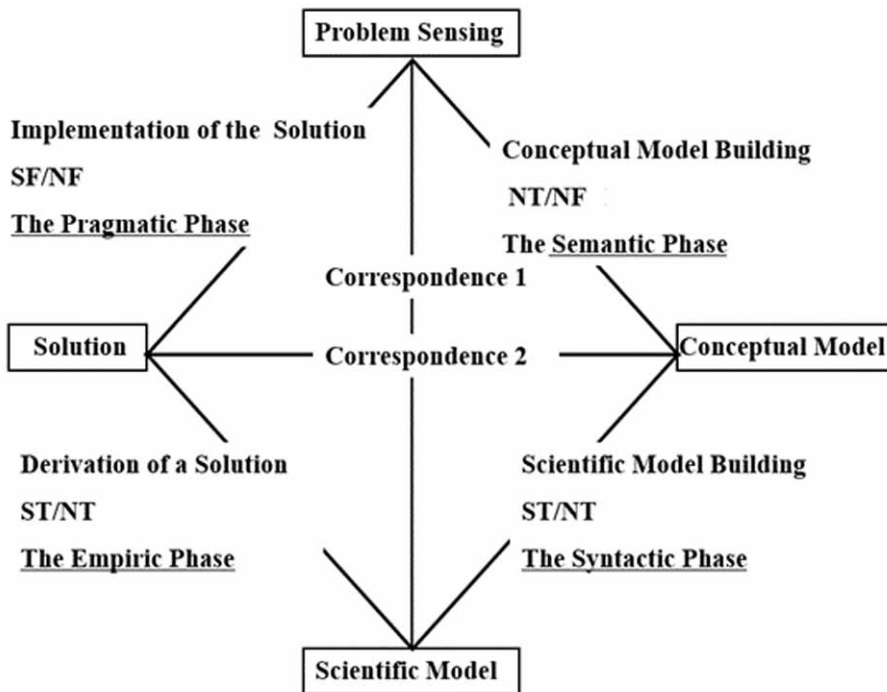 Problem Sensing
Implementation of the Solution
SF/NF
The Pragmatic Phase
Conceptual Model Building
NT/NF
The Semantic Phase
Correspondence 1
Solution
Correspondence 2
Conceptual Model
Derivation of a Solution
ST/NT
The Empiric Phase
Scientific Model Building
ST/NT
The Syntactic Phase
Scientific Model